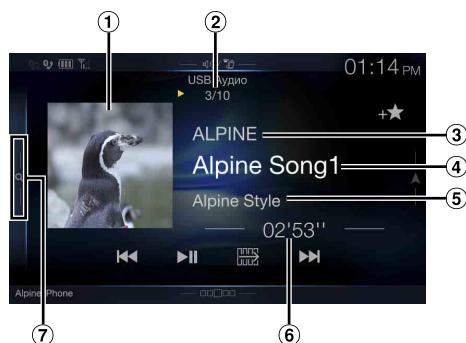 ① ②
01:14 PM
USB Аудио
3/10
ALPINE ③
Alpine Song1 ④
Alpine Style ⑤
02'53''
Alpine Phone
⑦ ⑥